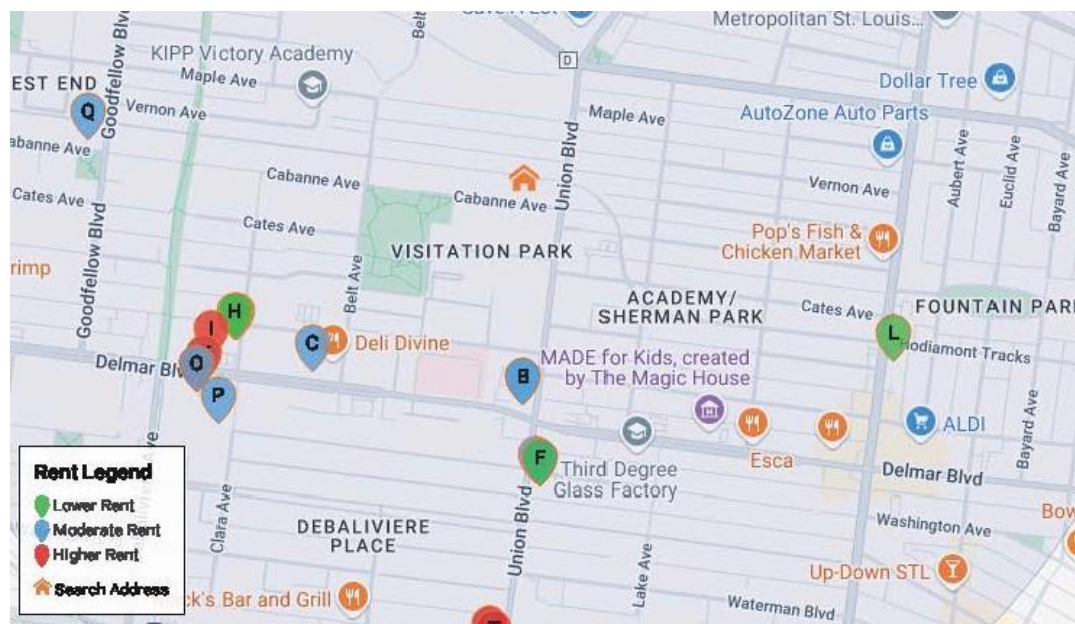 Metropolitan St. Louis...
D
KIPP Victory Academy
Maple Ave
Belt
Goodfellow Blvd
EST END
Q
Vernon Ave
abanne Ave
Cates Ave
Goodfellow Blvd
rimp
Dollar Tree
AutoZone Auto Parts
Maple Ave
Union Blvd
Cabanne Ave
Cabanne Ave
Cates Ave
VISITATION PARK
Vernon Ave
Aubert Ave
Euclid Ave
Bayard Ave
Pop's Fish &
Chicken Market
ACADEMY/
SHERMAN PARK
Cates Ave
FOUNTAIN PAR
L
Hodiamont Tracks
H
I
Belt Ave
C
Deli Divine
Delmar Blv
O
P
B
MADE for Kids, created
by The Magic House
F
Third Degree
Glass Factory
Esca
ALDI
Delmar Blvd
Bayard Ave
Rent Legend
Lower Rent
Moderate Rent
Higher Rent
Search Address
Clara Ave
DEBALIVIERE
PLACE
Union Blvd
Lake Ave
Washington Ave
Bow
Up-Down STL
Waterman Blvd
ck's Bar and Grill